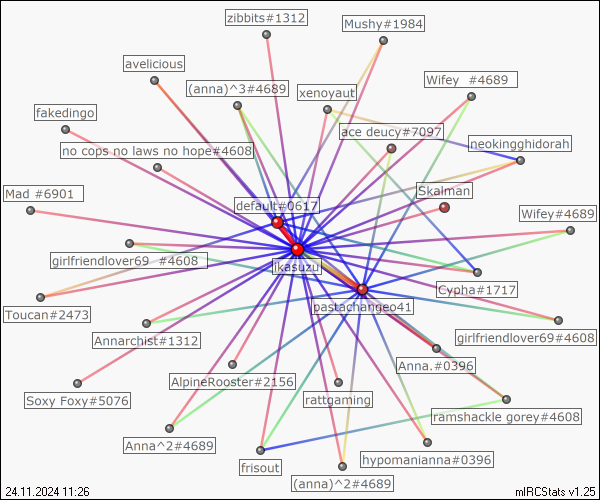 zibbits#1312
Mushy*1984
avelicious
(anna)^3#4689
xenoyaut
Wifey #4689
fakedingo
ace deucy#7097
neokingghidorah
no cops no laws no hope#4608
Mad #6901
default#0617
Skalman
Wifey#4689
girlfriendlover69 #4608
jkasuzu
Cypha#1717
Toucan#2473
pastachangeo41
Annarchist#1312
girlfriendlover69#4608
Anna.#0396
AlpineRooster#2156
Soxy Foxy#5076
rattgaming
ramshackle gorey#4608
Anna^2#4689
frisout
hypomanianna#0396
(anna)^2#4689
24.11.2024 11:26
mIRCStats v1.25